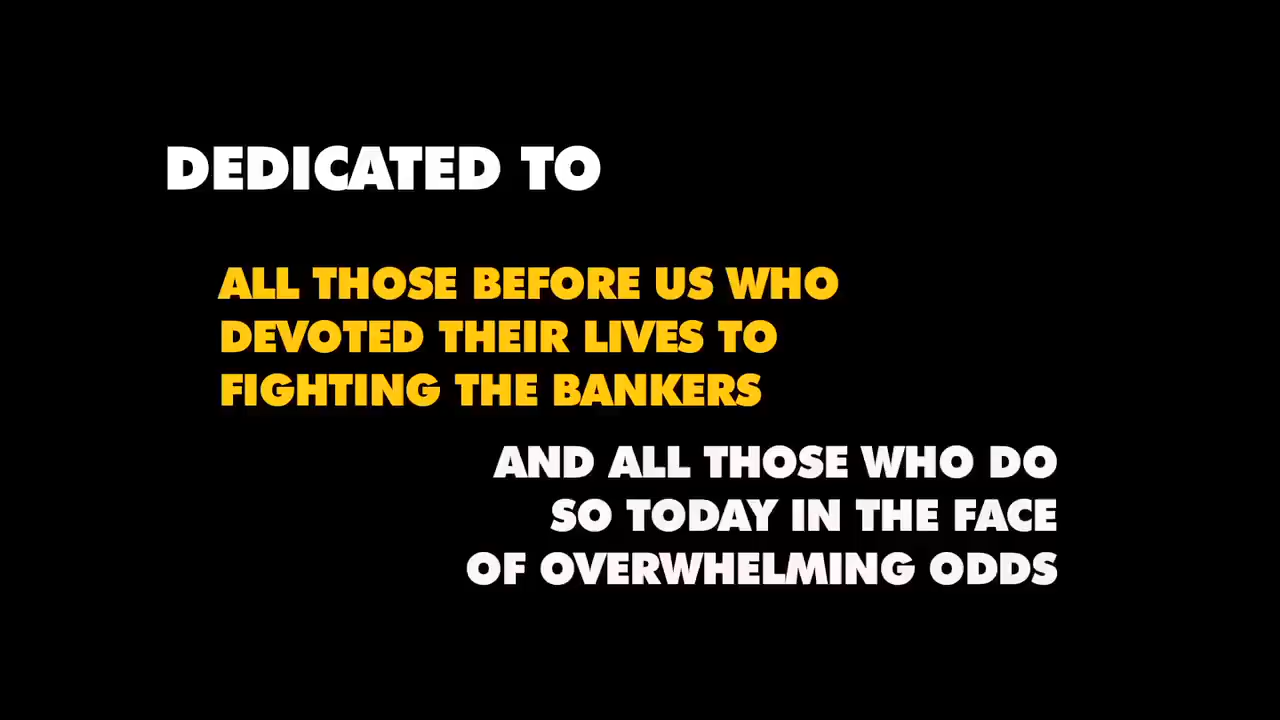 DEDICATED TO
ALL THOSE BEFORE US WHO
DEVOTED THEIR LIVES TO
FIGHTING THE BANKERS
AND ALL THOSE WHO DO
SO TODAY IN THE FACE
OF OVERWHELMING ODDS